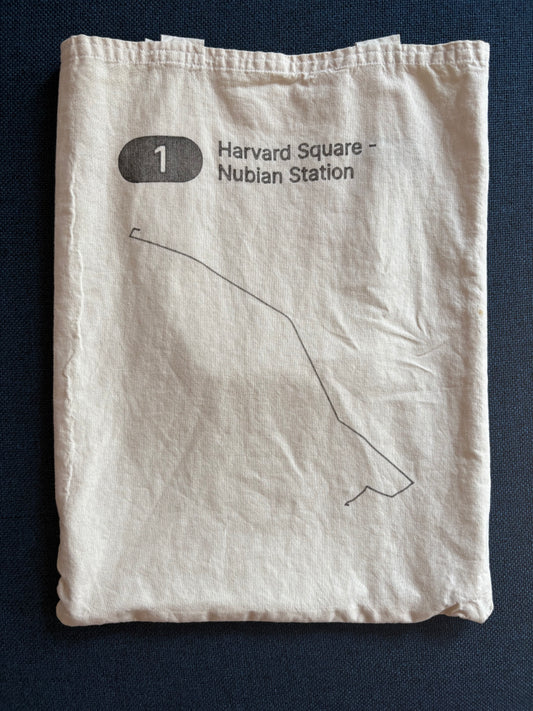 1
Harvard Square -
Nubian Station